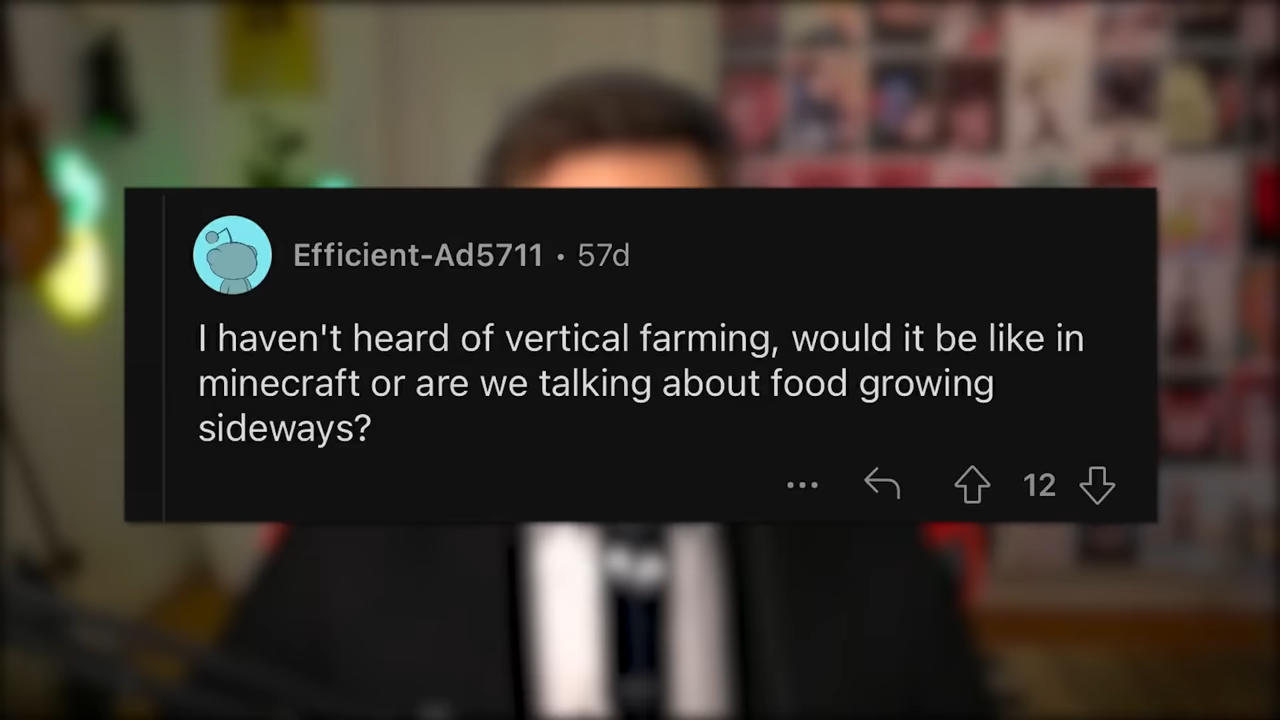 Efficient-Ad5711 • 57d
I haven't heard of vertical farming, would it be like in
minecraft or are we talking about food growing
sideways?
... 12